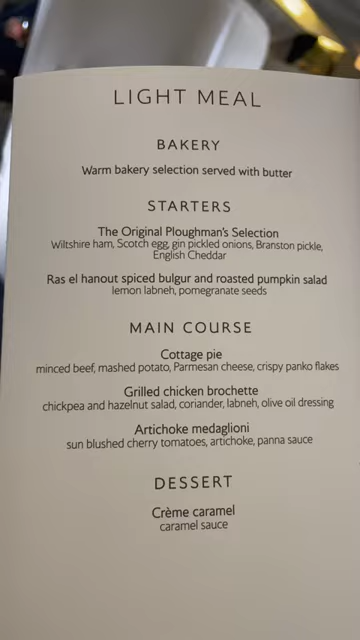 LIGHT MEAL
BAKERY
Warm bakery selection served with butter
STARTERS
The Original Ploughman's Selection
Wiltshire ham, Scotch egg, gin pickled onions, Branston pickle,
English Cheddar
Ras el hanout spiced bulgur and roasted pumpkin salad
lemon labneh, pomegranate seeds
MAIN COURSE
Cottage pie
minced beef, mashed potato, Parmesan cheese, crispy panko flakes
Grilled chicken brochette
chickpea and hazelnut salad, coriander, labneh, olive oil dressing
Artichoke medaglioni
sun blushed cherry tomatoes, artichoke, panna sauce
DESSERT
Crème caramel
caramel sauce